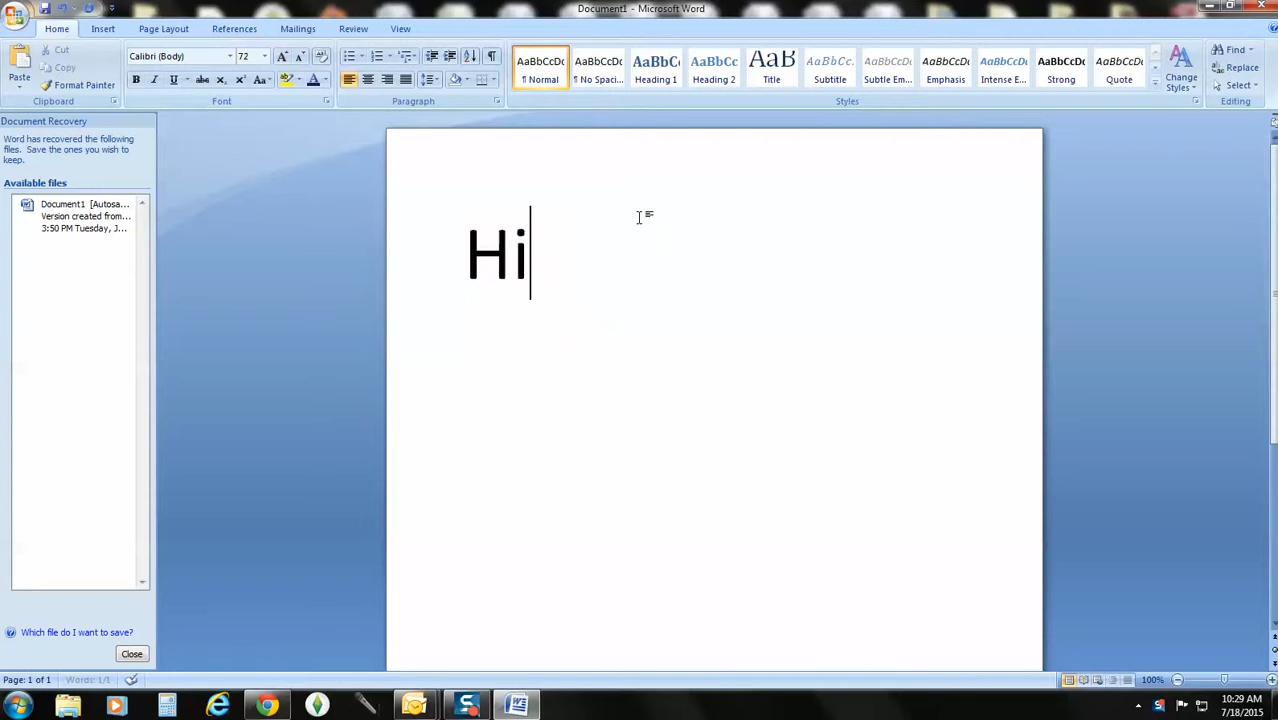 Document1 - Microsoft Word
Home Insert Page Layout References Mailings Review View
Paste
Cut
Copy
Format Painter
Clipboard
Calibri (Body) 72
B I U abc x₂ x² Aa A
Font
Paragraph
AaBbCcDc AaBbCcDc AaBbC AaBbCc AaB AaBbCc. AaBbCcDc AaBbCcDc AaBbCcDc AaBbCcDc AaBbCcDc
¶ Normal ¶ No Spaci... Heading 1 Heading 2 Title Subtitle Subtle Em... Emphasis Intense E... Strong Quote
Change
Styles
Styles
Find
Replace
Select
Editing
Document Recovery
Word has recovered the following
files. Save the ones you wish to
keep.
Available files
Document1 [Autosa...
Version created from...
3:50 PM Tuesday, J...
Hi
Which file do I want to save?
Close
Page: 1 of 1 Words: 1/1
100%
10:29 AM
7/18/2015